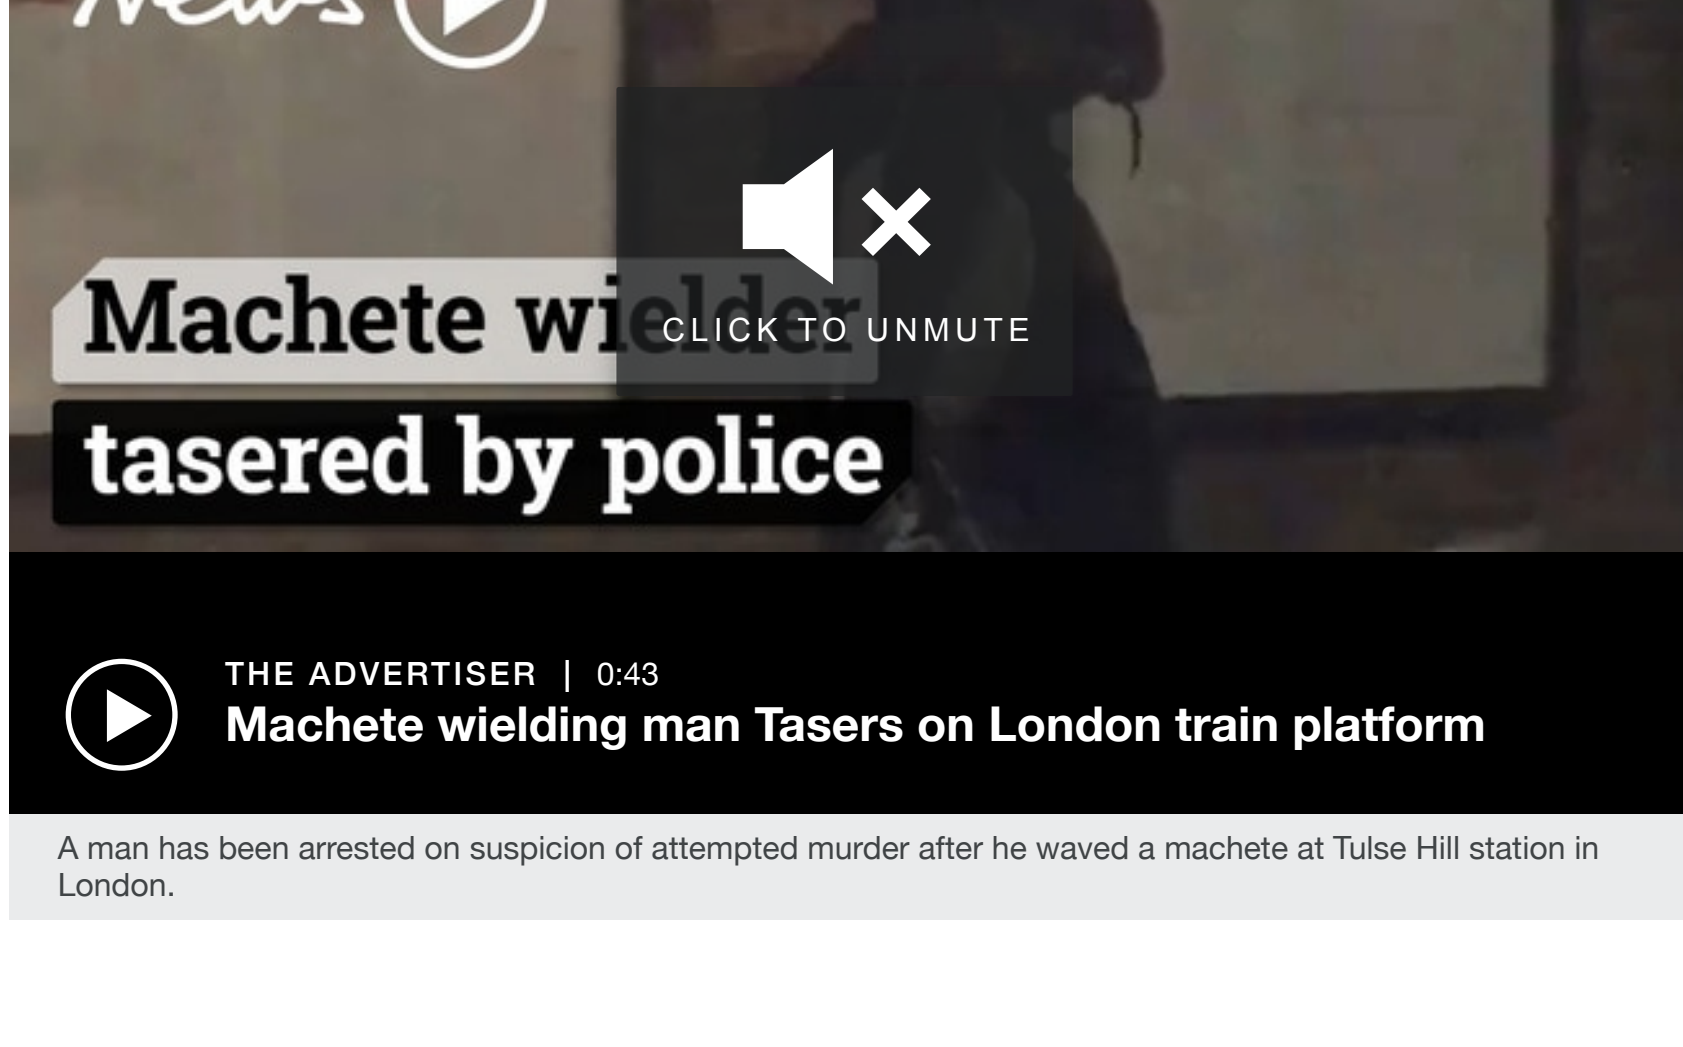 News
Machete wielder
CLICK TO UNMUTE
tasered by police
THE ADVERTISER | 0:43
Machete wielding man Tasers on London train platform
A man has been arrested on suspicion of attempted murder after he waved a machete at Tulse Hill station in
London.